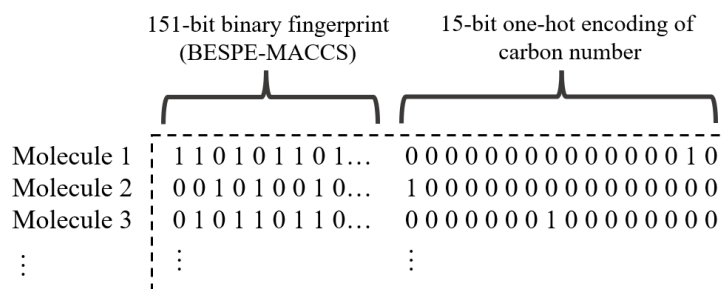 151-bit binary fingerprint
(BESPE-MACCS)
15-bit one-hot encoding of
carbon number
Molecule 1 1 1 0 1 0 1 1 0 1… 0 0 0 0 0 0 0 0 0 0 0 0 0 0 1 0
Molecule 2 0 0 1 0 1 0 0 1 0… 1 0 0 0 0 0 0 0 0 0 0 0 0 0 0 0
Molecule 3 0 1 0 1 1 0 1 1 0… 0 0 0 0 0 0 0 1 0 0 0 0 0 0 0 0
⋮ ⋮ ⋮